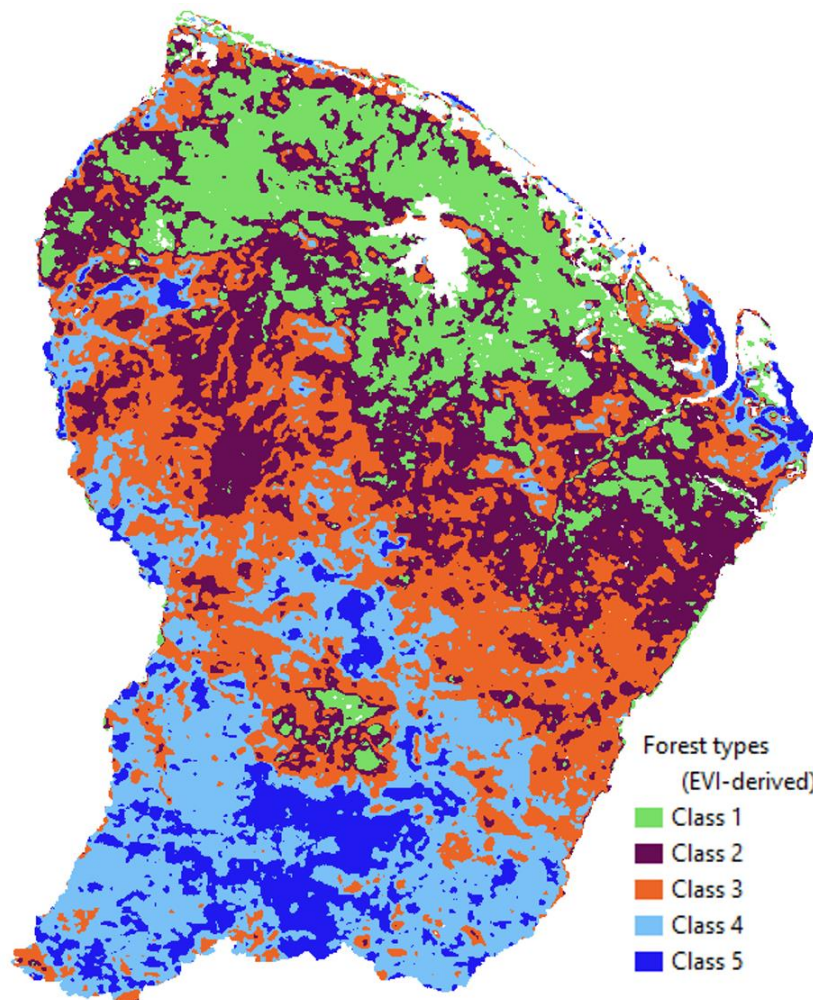 Forest types
(EVI-derived)
Class 1
Class 2
Class 3
Class 4
Class 5